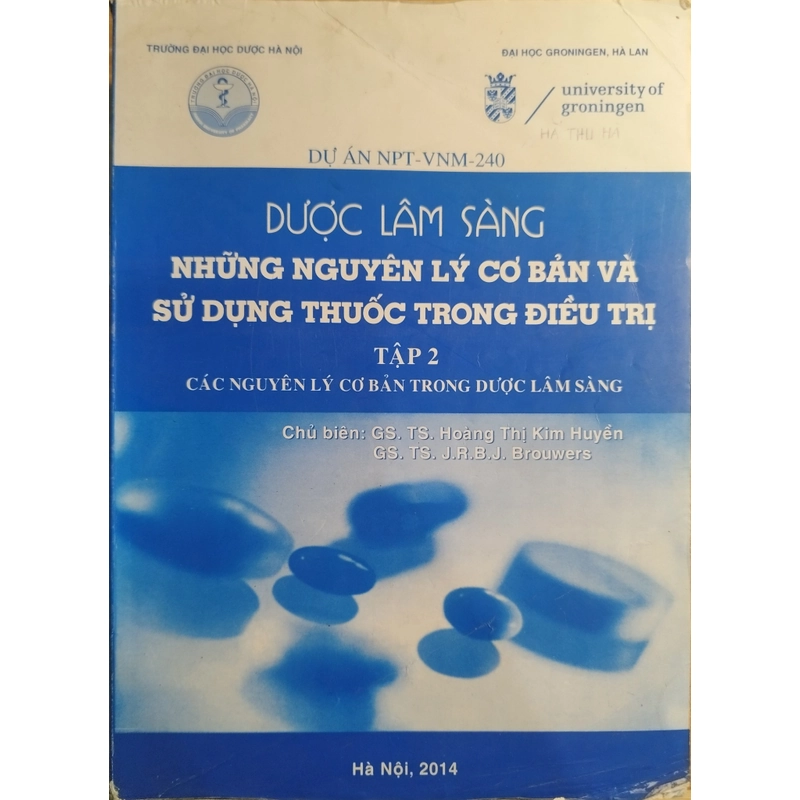 TRƯỜNG ĐẠI HỌC DƯỢC HÀ NỘI
ĐẠI HỌC GRONINGEN, HÀ LAN
university of
groningen
HÀ THU HÀ
DỰ ÁN NPT-VNM-240
DƯỢC LÂM SÀNG
NHỮNG NGUYÊN LÝ CƠ BẢN VÀ
SỬ DỤNG THUỐC TRONG ĐIỀU TRỊ
TẬP 2
CÁC NGUYÊN LÝ CƠ BẢN TRONG DƯỢC LÂM SÀNG
Chủ biên: GS. TS. Hoàng Thị Kim Huyền
GS. TS. J.R.B.J. Brouwers
Hà Nội, 2014